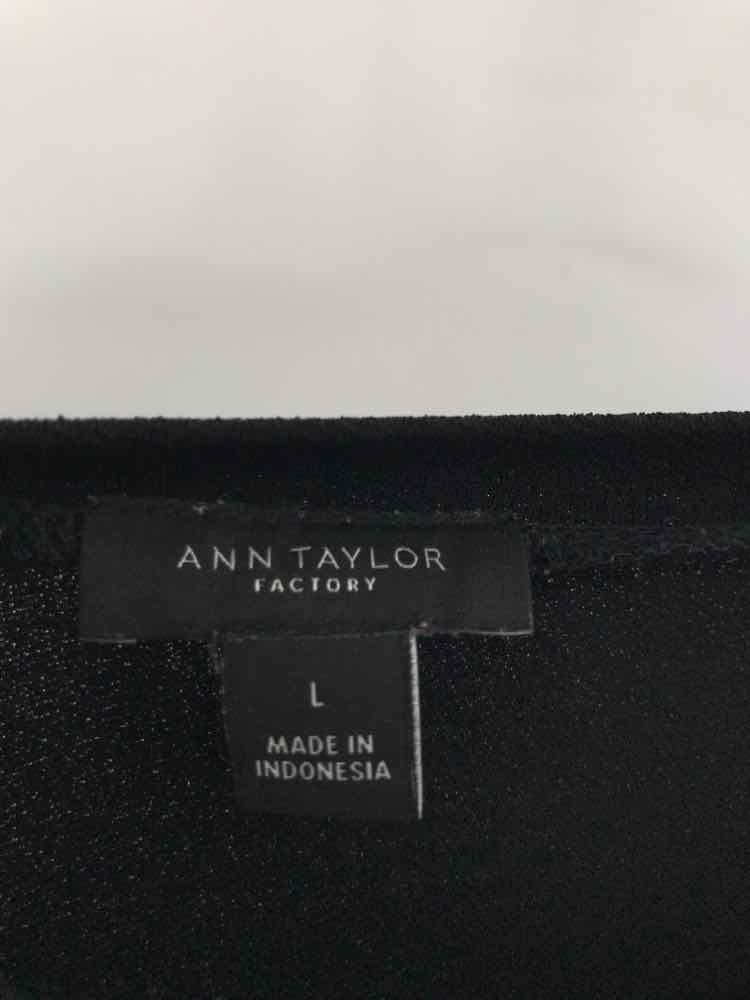 ANN TAYLOR
FACTORY
L
MADE IN
INDONESIA